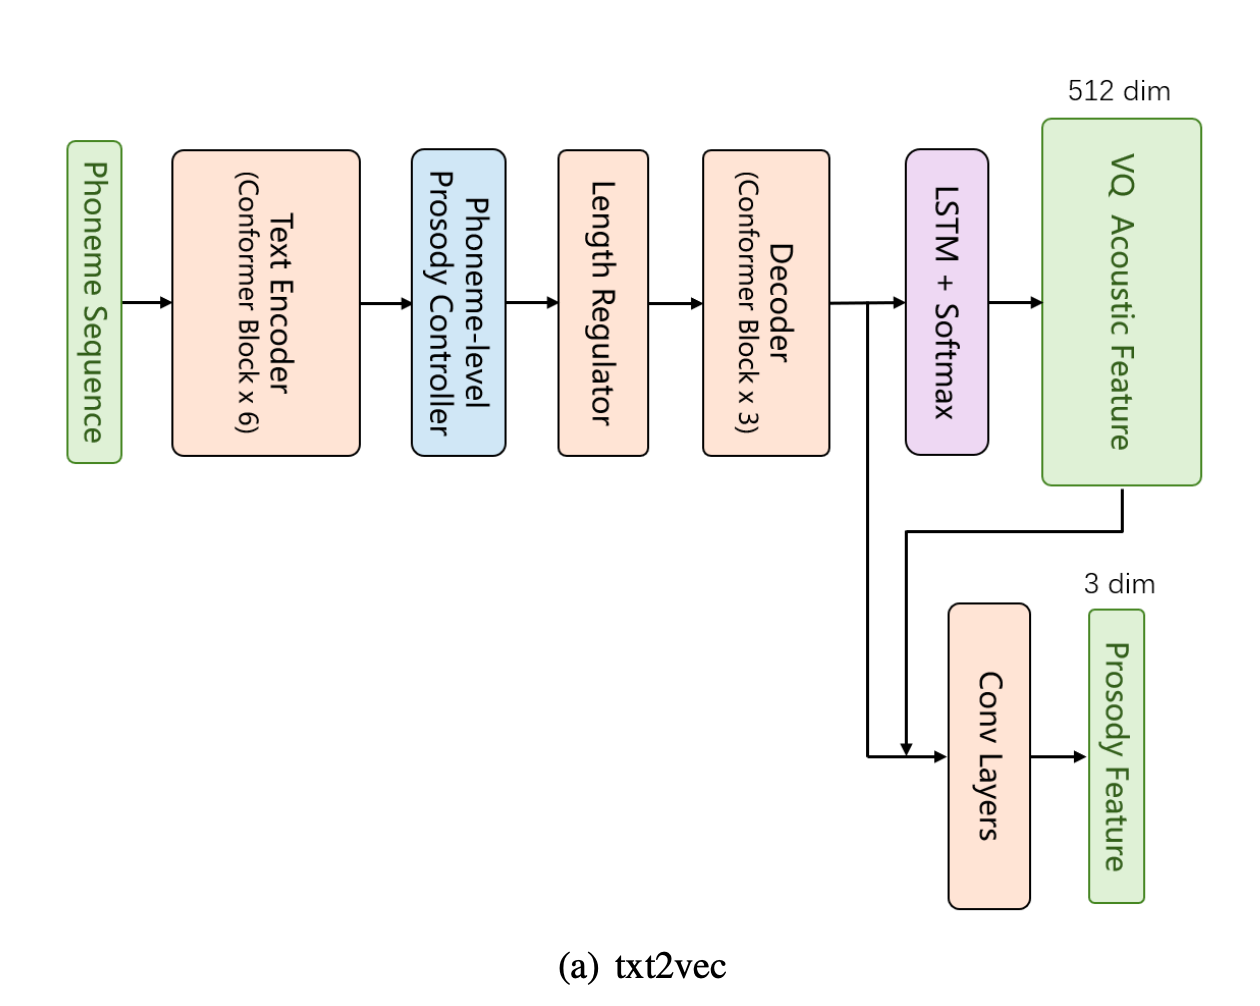 512 dim
Phoneme Sequence
Text Encoder
(Conformer Block x 6)
Phoneme-level
Prosody Controller
Length Regulator
Decoder
(Conformer Block x 3)
LSTM + Softmax
VQ Acoustic Feature
3 dim
Conv Layers
Prosody Feature
(a) txt2vec